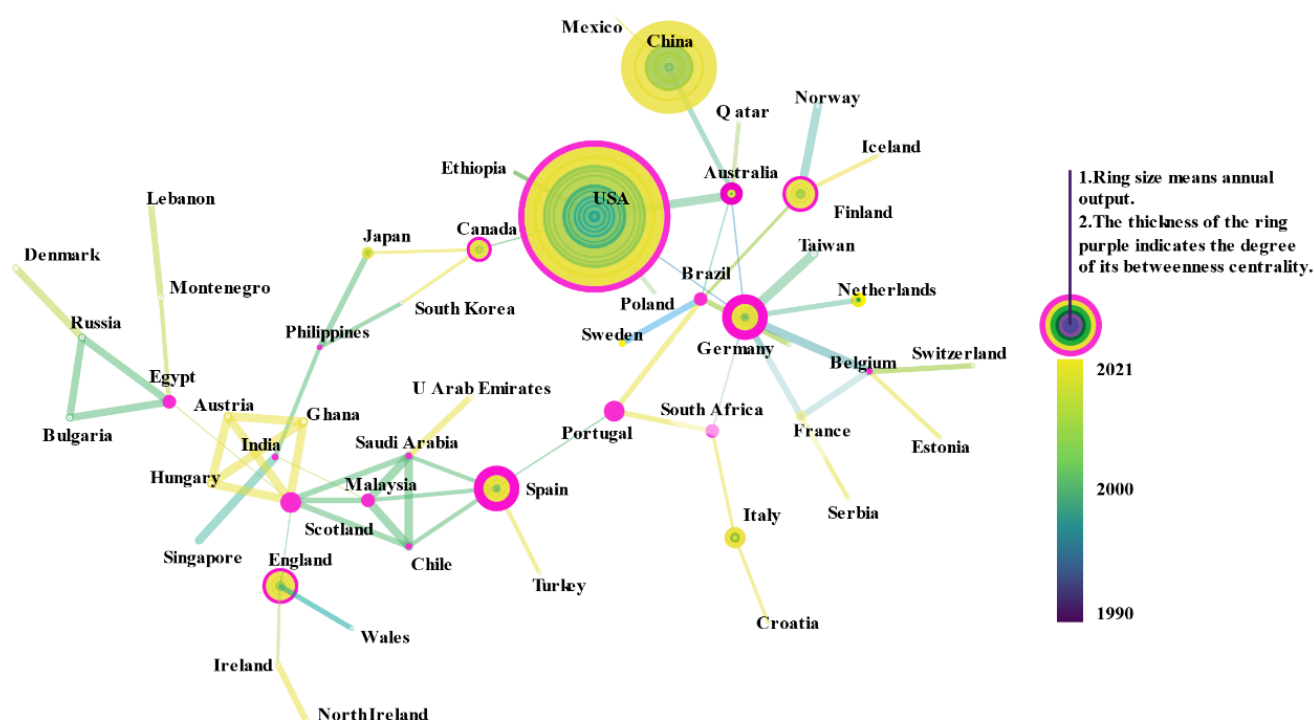 Mexico
China
Norway
Q atar
Iceland
Ethiopia
Australia
USA
Lebanon
Finland
Canada
Japan
Taiwan
Denmark
Brazil
Montenegro
Netherlands
Poland
South Korea
Russia
Philippines
Sweden
Germany
Switzerland
Belgium
Egypt
U Arab Emirates
Austria
Ghana
South Africa
Portugal
France
Bulgaria
India
Saudi Arabia
Estonia
Hungary
Malaysia
Spain
Serbia
Italy
Scotland
Singapore
England
Chile
Turkey
Croatia
Wales
Ireland
NorthIreland
1.Ring size means annual
output.
2.The thickness of the ring
purple indicates the degree
of its betweenness centrality.
2021
2000
1990